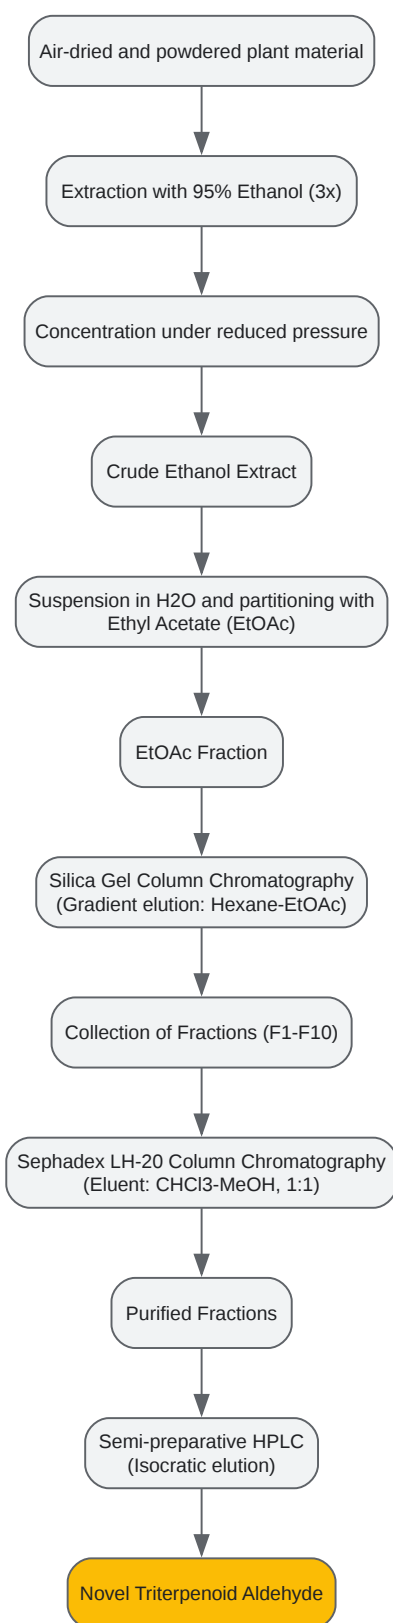 Air-dried and powdered plant material
Extraction with 95% Ethanol (3x)
Concentration under reduced pressure
Crude Ethanol Extract
Suspension in H2O and partitioning with
Ethyl Acetate (EtOAc)
EtOAc Fraction
Silica Gel Column Chromatography
(Gradient elution: Hexane-EtOAc)
Collection of Fractions (F1-F10)
Sephadex LH-20 Column Chromatography
(Eluent: CHCl3-MeOH, 1:1)
Purified Fractions
Semi-preparative HPLC
(Isocratic elution)
Novel Triterpenoid Aldehyde